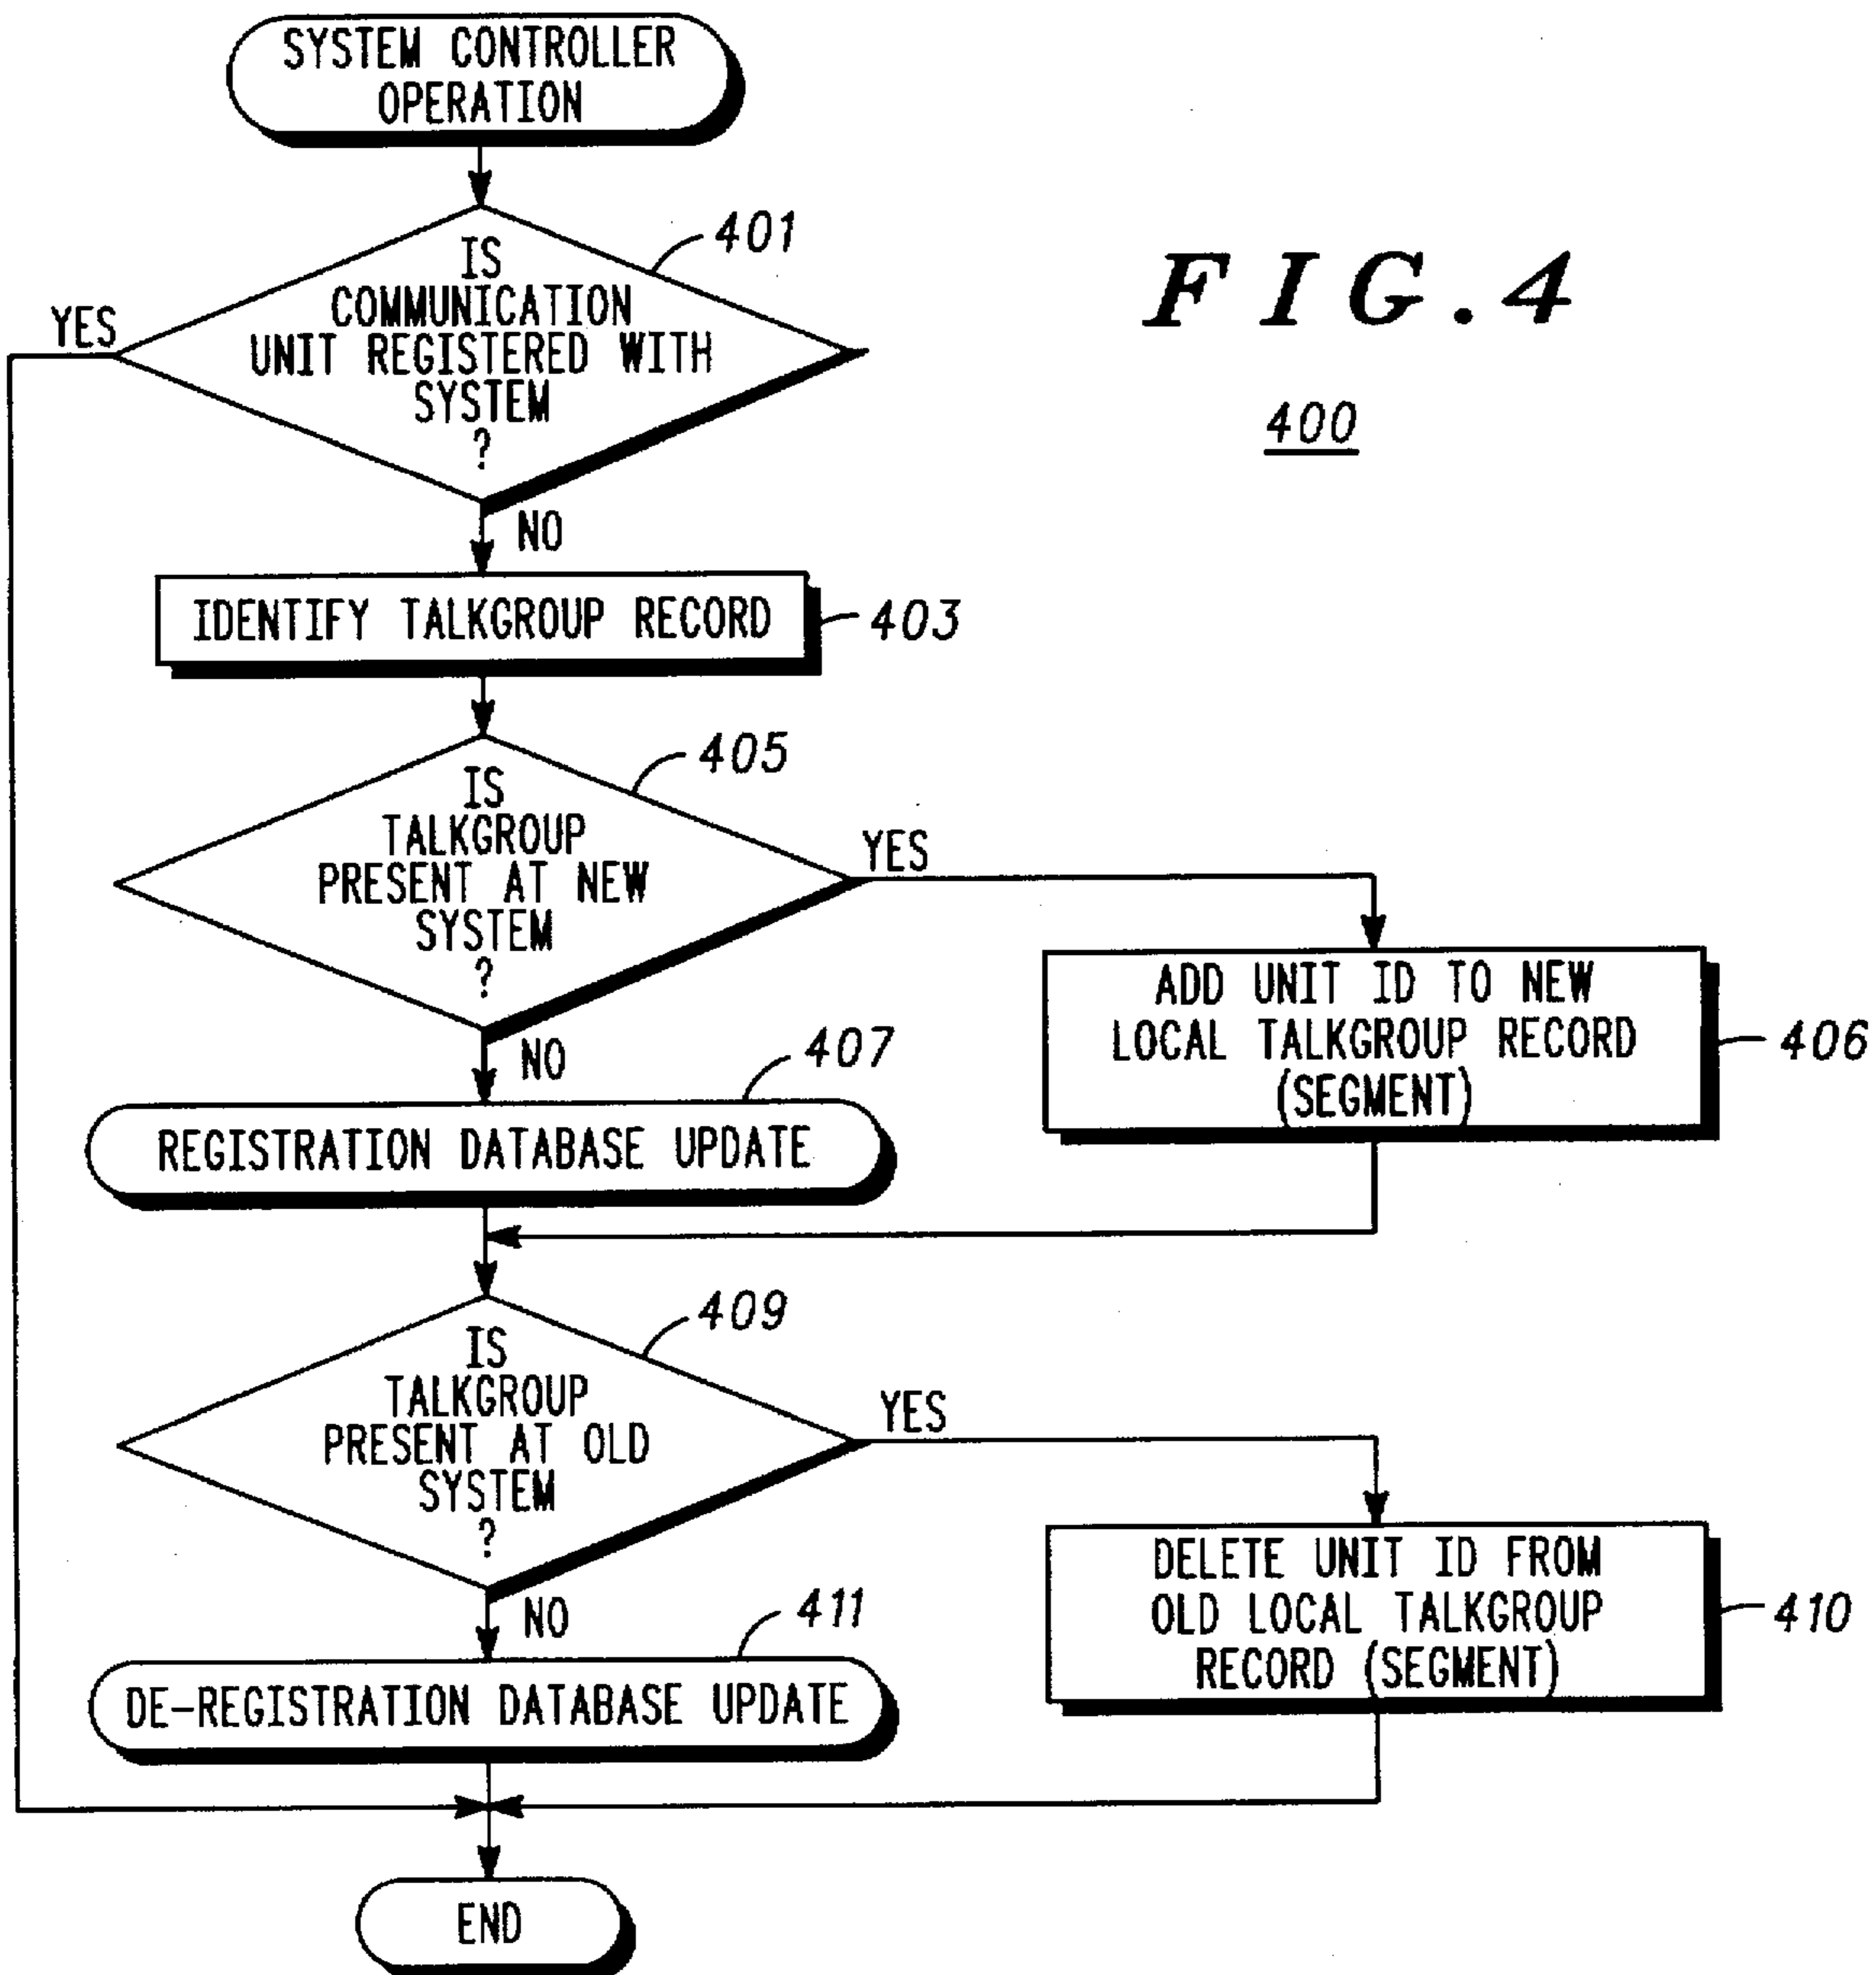 SYSTEM CONTROLLER
OPERATION
401
IS
COMMUNICATION
UNIT REGISTERED WITH
SYSTEM
?
YES
NO
FIG.4
400
IDENTIFY TALKGROUP RECORD
403
405
IS
TALKGROUP
PRESENT AT NEW
SYSTEM
?
YES
NO
ADD UNIT ID TO NEW
LOCAL TALKGROUP RECORD
(SEGMENT)
406
407
REGISTRATION DATABASE UPDATE
409
IS
TALKGROUP
PRESENT AT OLD
SYSTEM
?
YES
NO
DELETE UNIT ID FROM
OLD LOCAL TALKGROUP
RECORD (SEGMENT)
410
411
DE-REGISTRATION DATABASE UPDATE
END